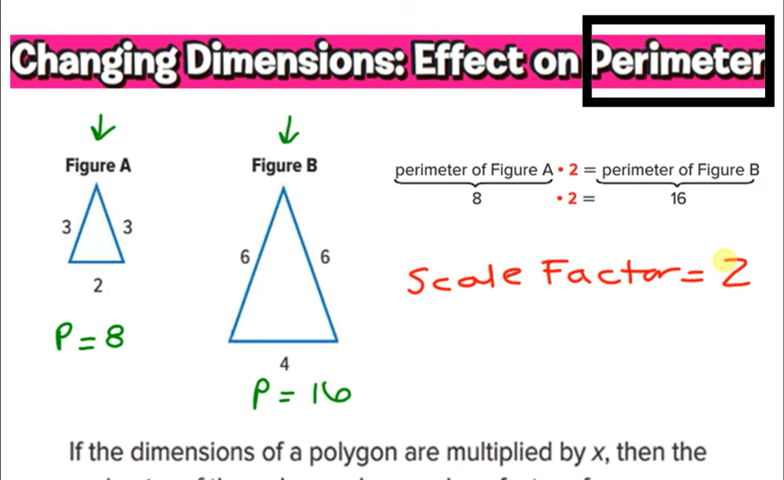 Changing Dimensions: Effect on Perimeter
Figure A
3
3
2
P = 8
Figure B
6
6
4
P = 16
perimeter of Figure A • 2 = perimeter of Figure B
8 • 2 = 16
Scale Factor = 2
If the dimensions of a polygon are multiplied by x, then the